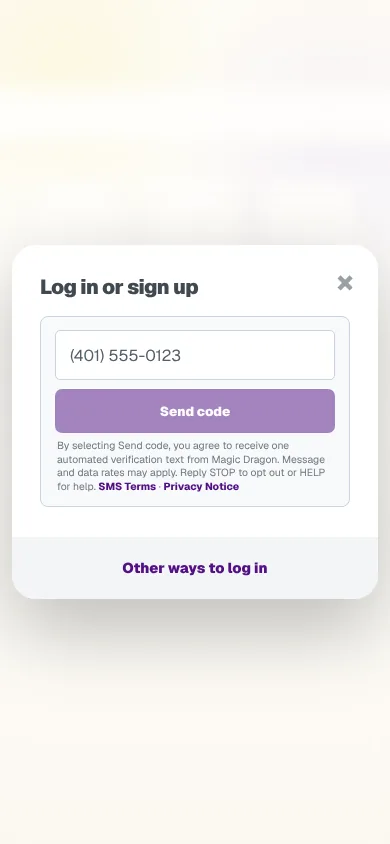 Log in or sign up
(401) 555-0123
Send code
By selecting Send code, you agree to receive one
automated verification text from Magic Dragon. Message
and data rates may apply. Reply STOP to opt out or HELP
for help. SMS Terms · Privacy Notice
Other ways to log in